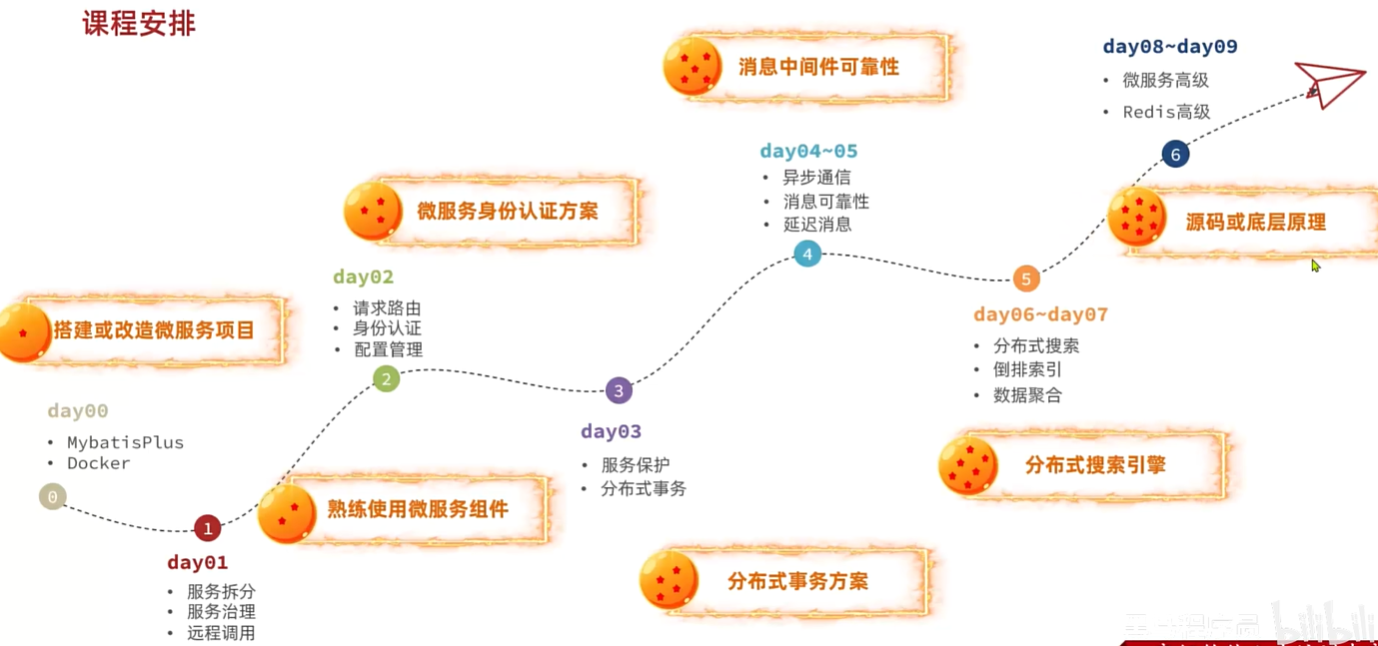 课程安排
搭建或改造微服务项目
day00
• MybatisPlus
• Docker
0
1
day01
• 服务拆分
• 服务治理
• 远程调用
熟练使用微服务组件
微服务身份认证方案
day02
• 请求路由
• 身份认证
• 配置管理
2
3
day03
• 服务保护
• 分布式事务
分布式事务方案
消息中间件可靠性
day04~05
• 异步通信
• 消息可靠性
• 延迟消息
4
5
day06~day07
• 分布式搜索
• 倒排索引
• 数据聚合
分布式搜索引擎
day08~day09
• 微服务高级
• Redis高级
6
源码或底层原理
bilibili